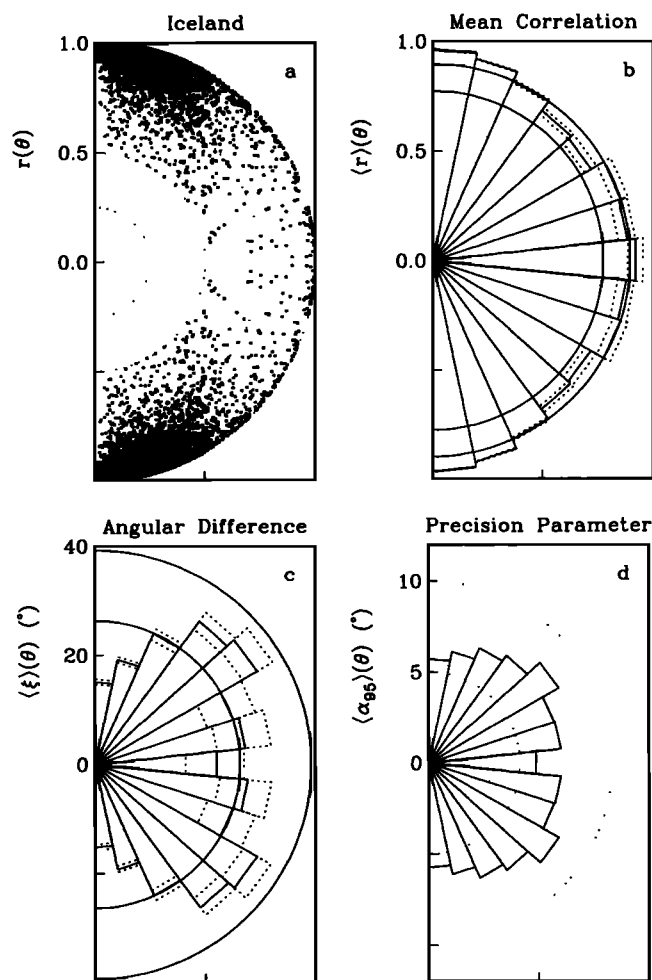 Iceland
1.0
0.5
0.0
r(θ)
a
Mean Correlation
1.0
0.5
0.0
⟨r⟩(θ)
b
Angular Difference
40
20
0
⟨ξ⟩(θ) (°)
c
Precision Parameter
10
5
0
⟨α95⟩(θ) (°)
d